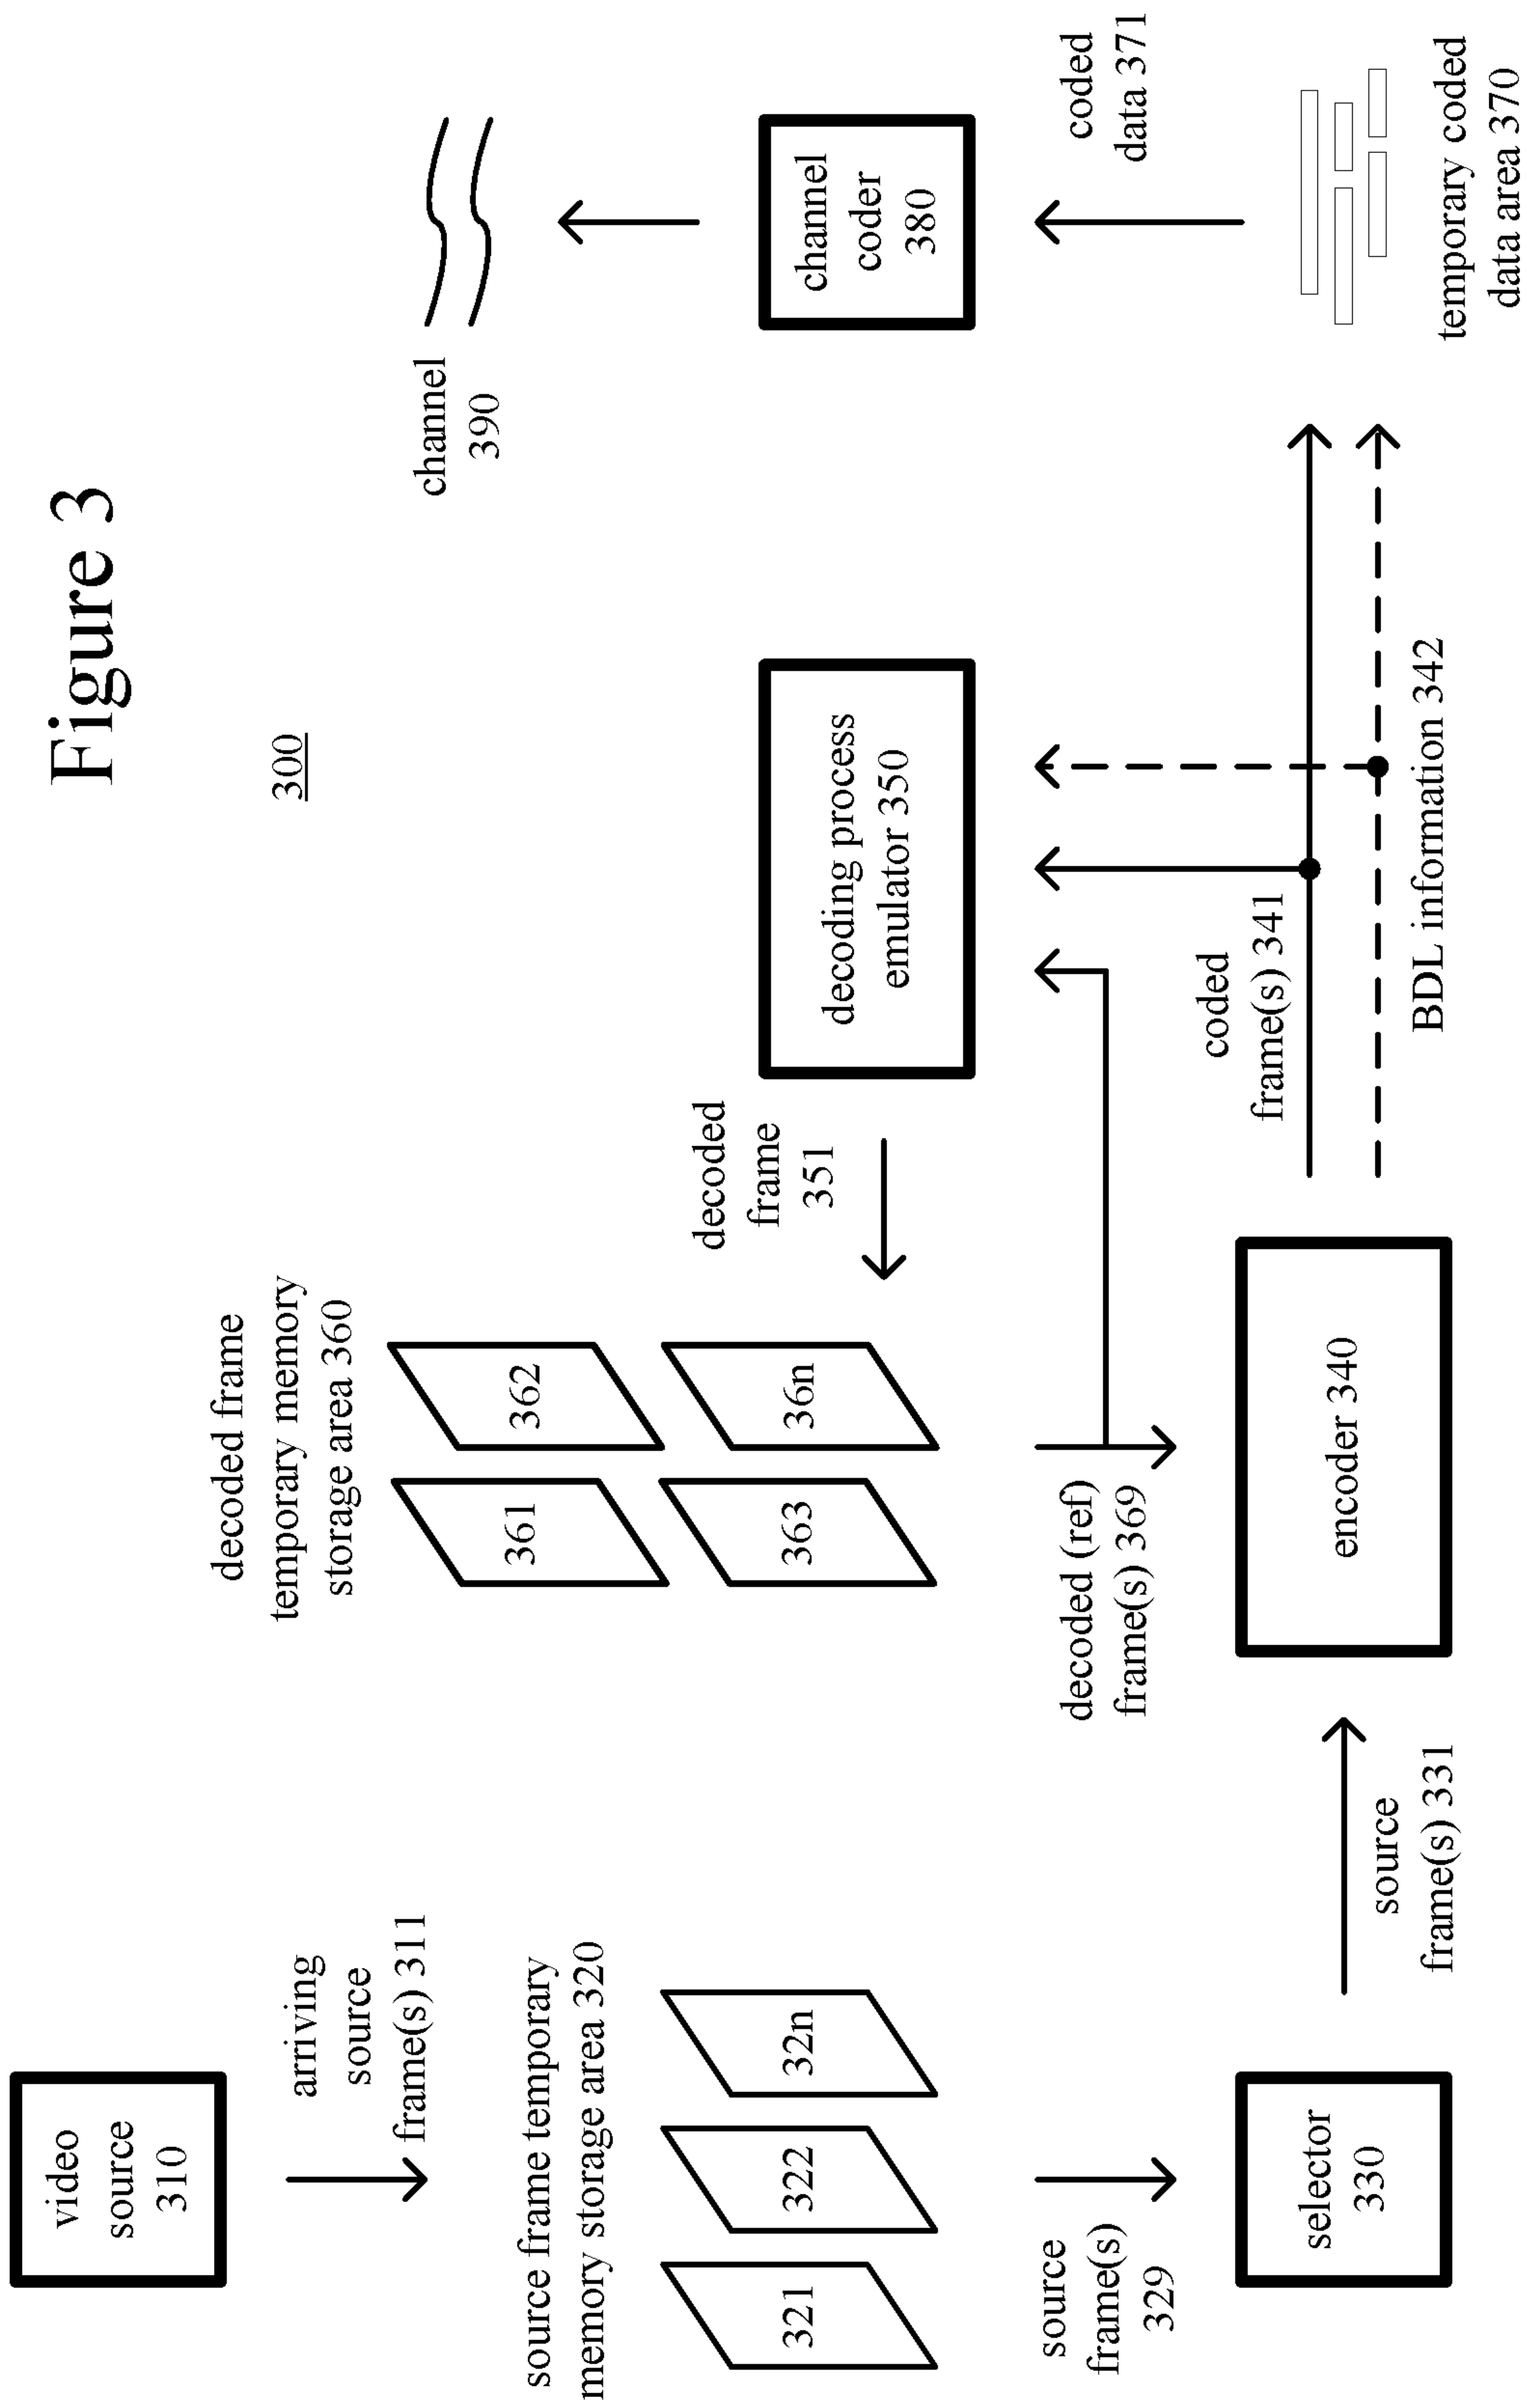 Figure 3
300
video
source
310
arriving
source
frame(s) 311
source frame temporary
memory storage area 320
321
322
32n
source
frame(s)
329
selector
330
source
frame(s) 331
encoder 340
decoded frame
temporary memory
storage area 360
361
362
363
36n
decoded (ref)
frame(s) 369
decoded
frame
351
decoding process
emulator 350
coded
frame(s) 341
BDL information 342
channel
390
channel
coder
380
coded
data 371
temporary coded
data area 370